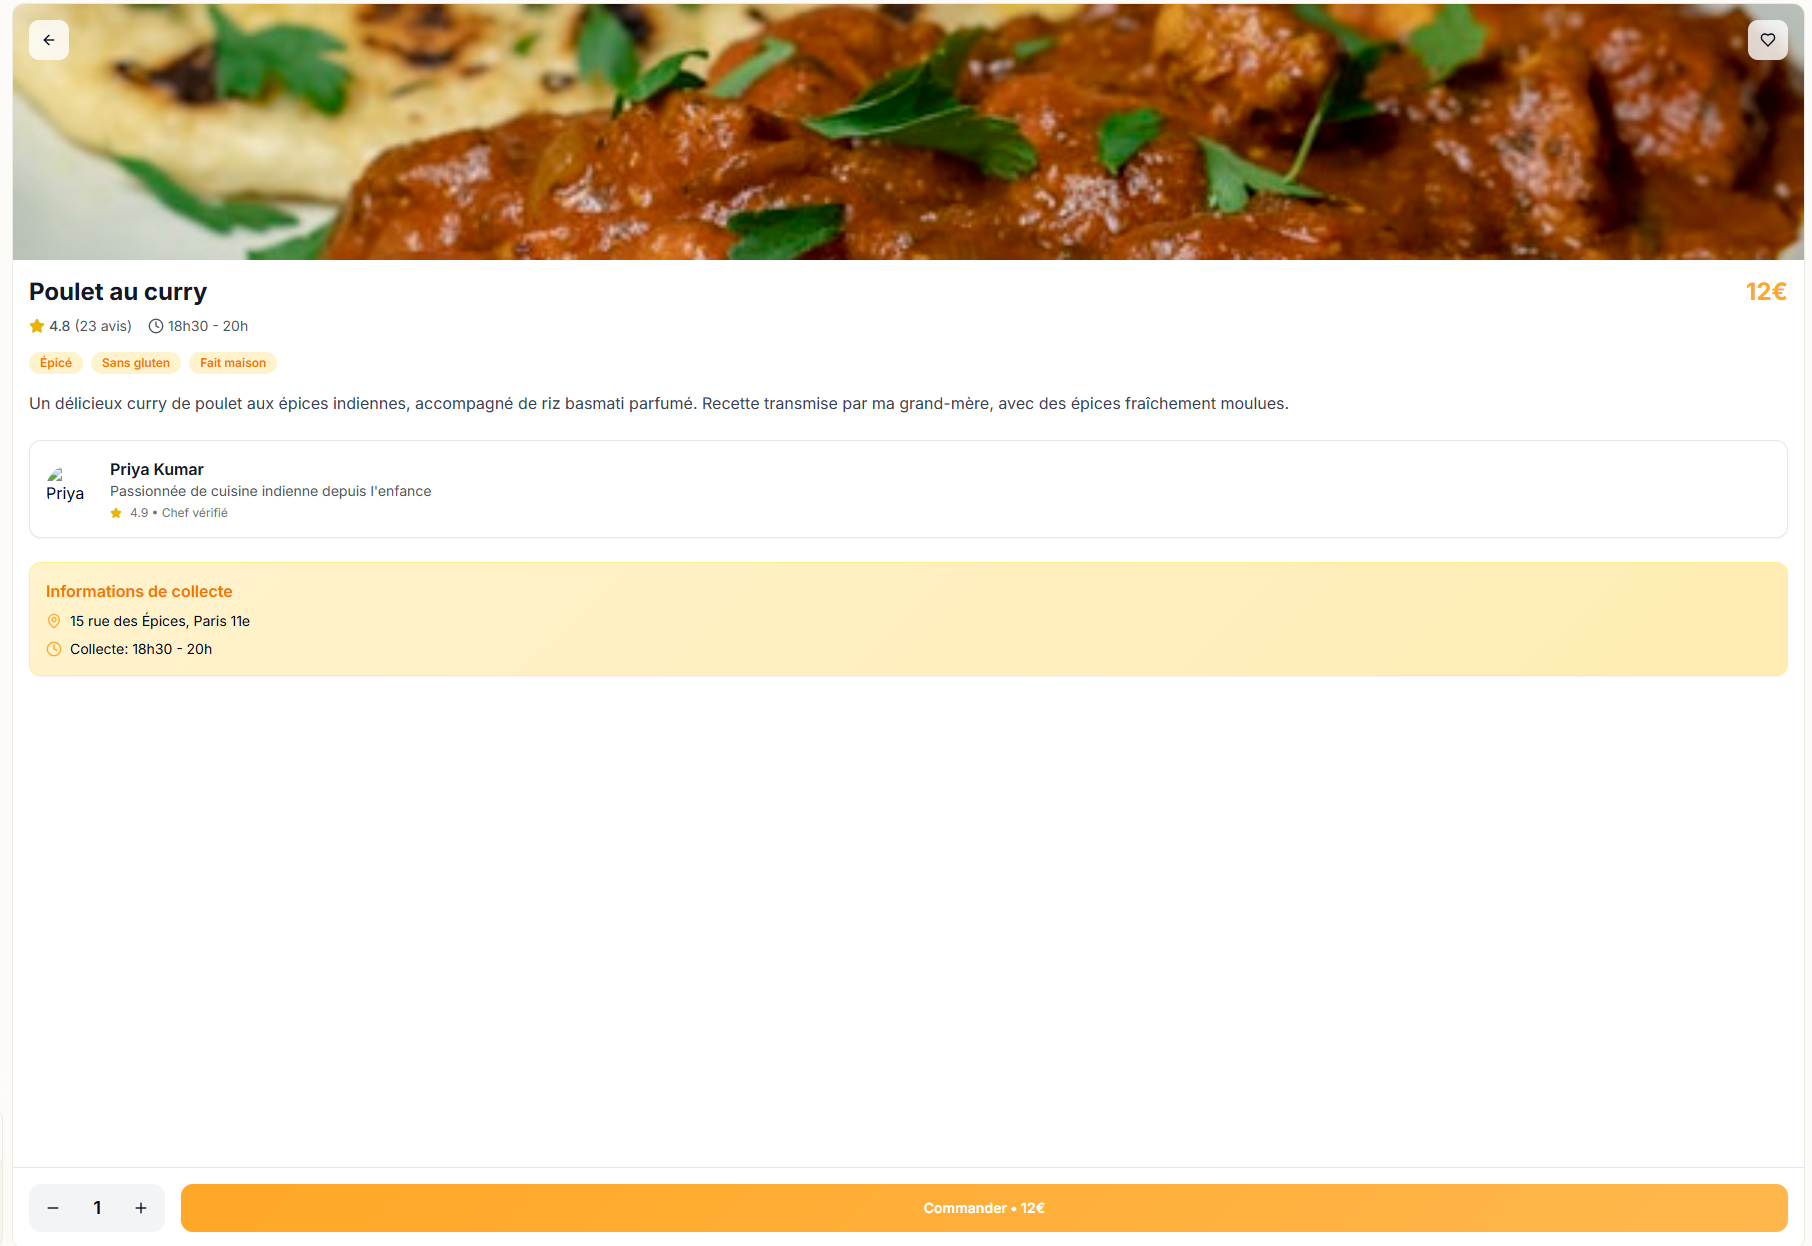 Poulet au curry
12€
4.8 (23 avis) 18h30 - 20h
Épicé Sans gluten Fait maison
Un délicieux curry de poulet aux épices indiennes, accompagné de riz basmati parfumé. Recette transmise par ma grand-mère, avec des épices fraîchement moulues.
Priya
Priya Kumar
Passionnée de cuisine indienne depuis l'enfance
4.9 • Chef vérifié
Informations de collecte
15 rue des Épices, Paris 11e
Collecte: 18h30 - 20h
− 1 +
Commander • 12€